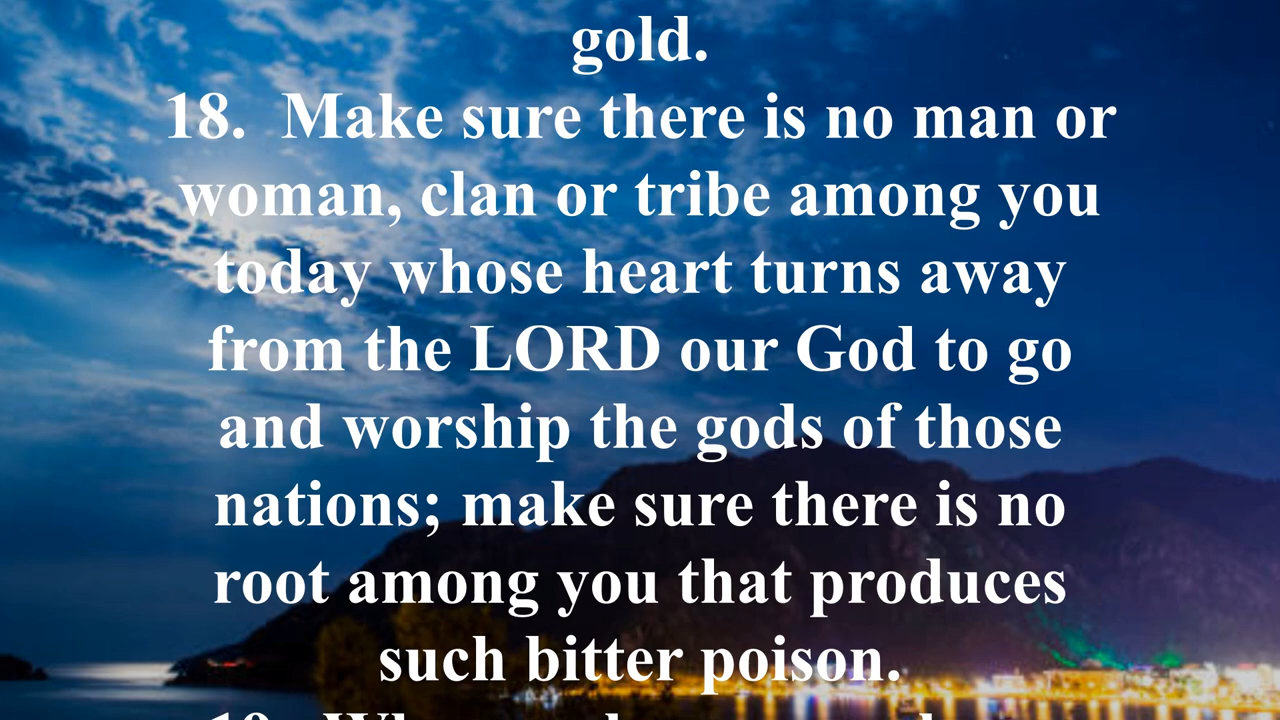 gold.
18. Make sure there is no man or
woman, clan or tribe among you
today whose heart turns away
from the LORD our God to go
and worship the gods of those
nations; make sure there is no
root among you that produces
such bitter poison.